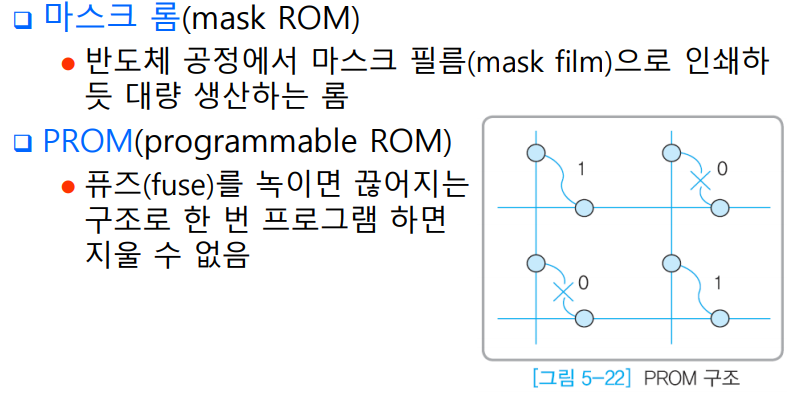 마스크 롬(mask ROM)
반도체 공정에서 마스크 필름(mask film)으로 인쇄하
듯 대량 생산하는 롬
PROM(programmable ROM)
퓨즈(fuse)를 녹이면 끊어지는
구조로 한 번 프로그램 하면
지울 수 없음
1
0
0
1
[그림 5-22] PROM 구조